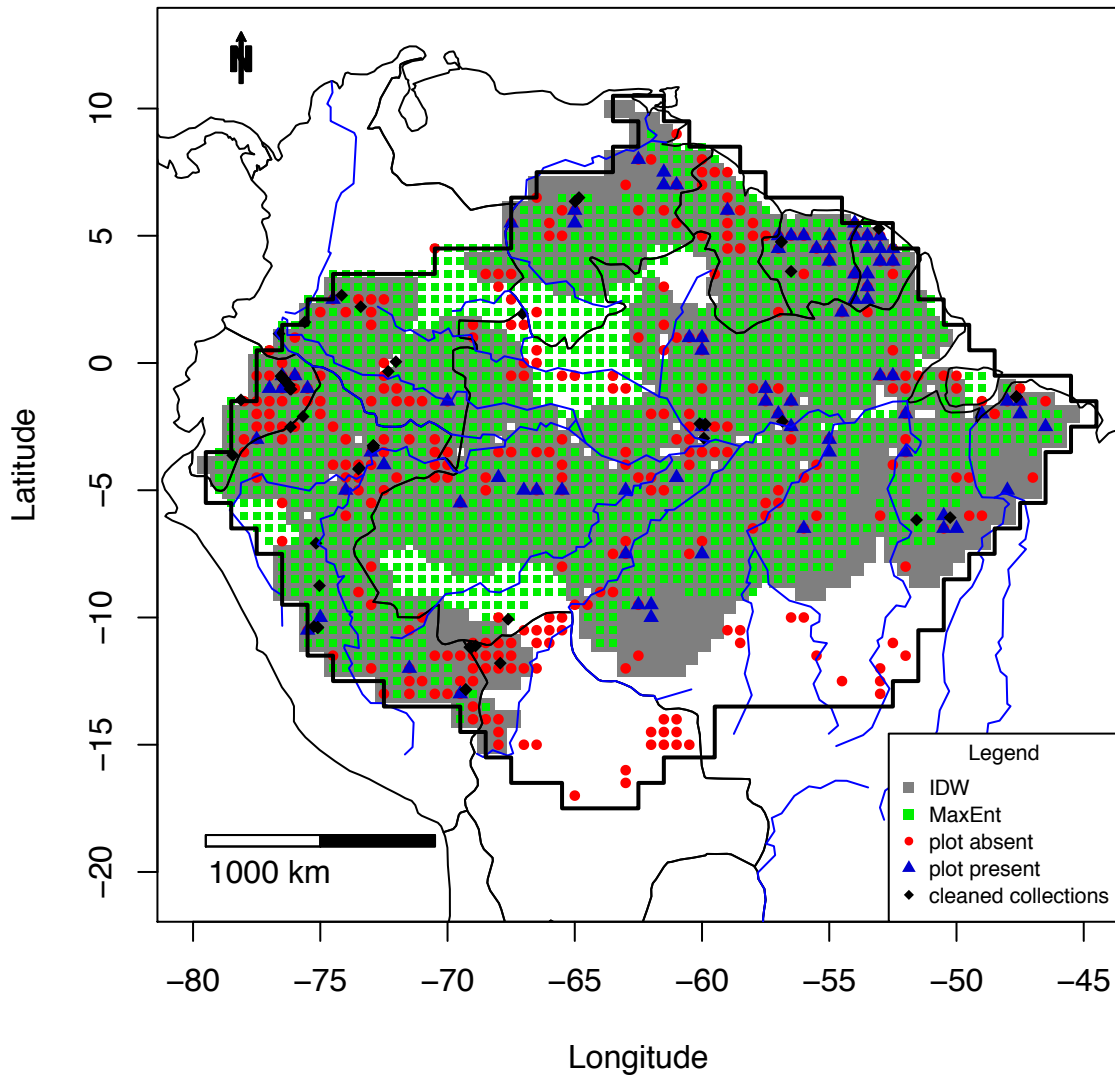 N
10
5
0
−5
−10
−15
−20
Latitude
1000 km
Legend
IDW
MaxEnt
plot absent
plot present
cleaned collections
−80
−75
−70
−65
−60
−55
−50
−45
Longitude